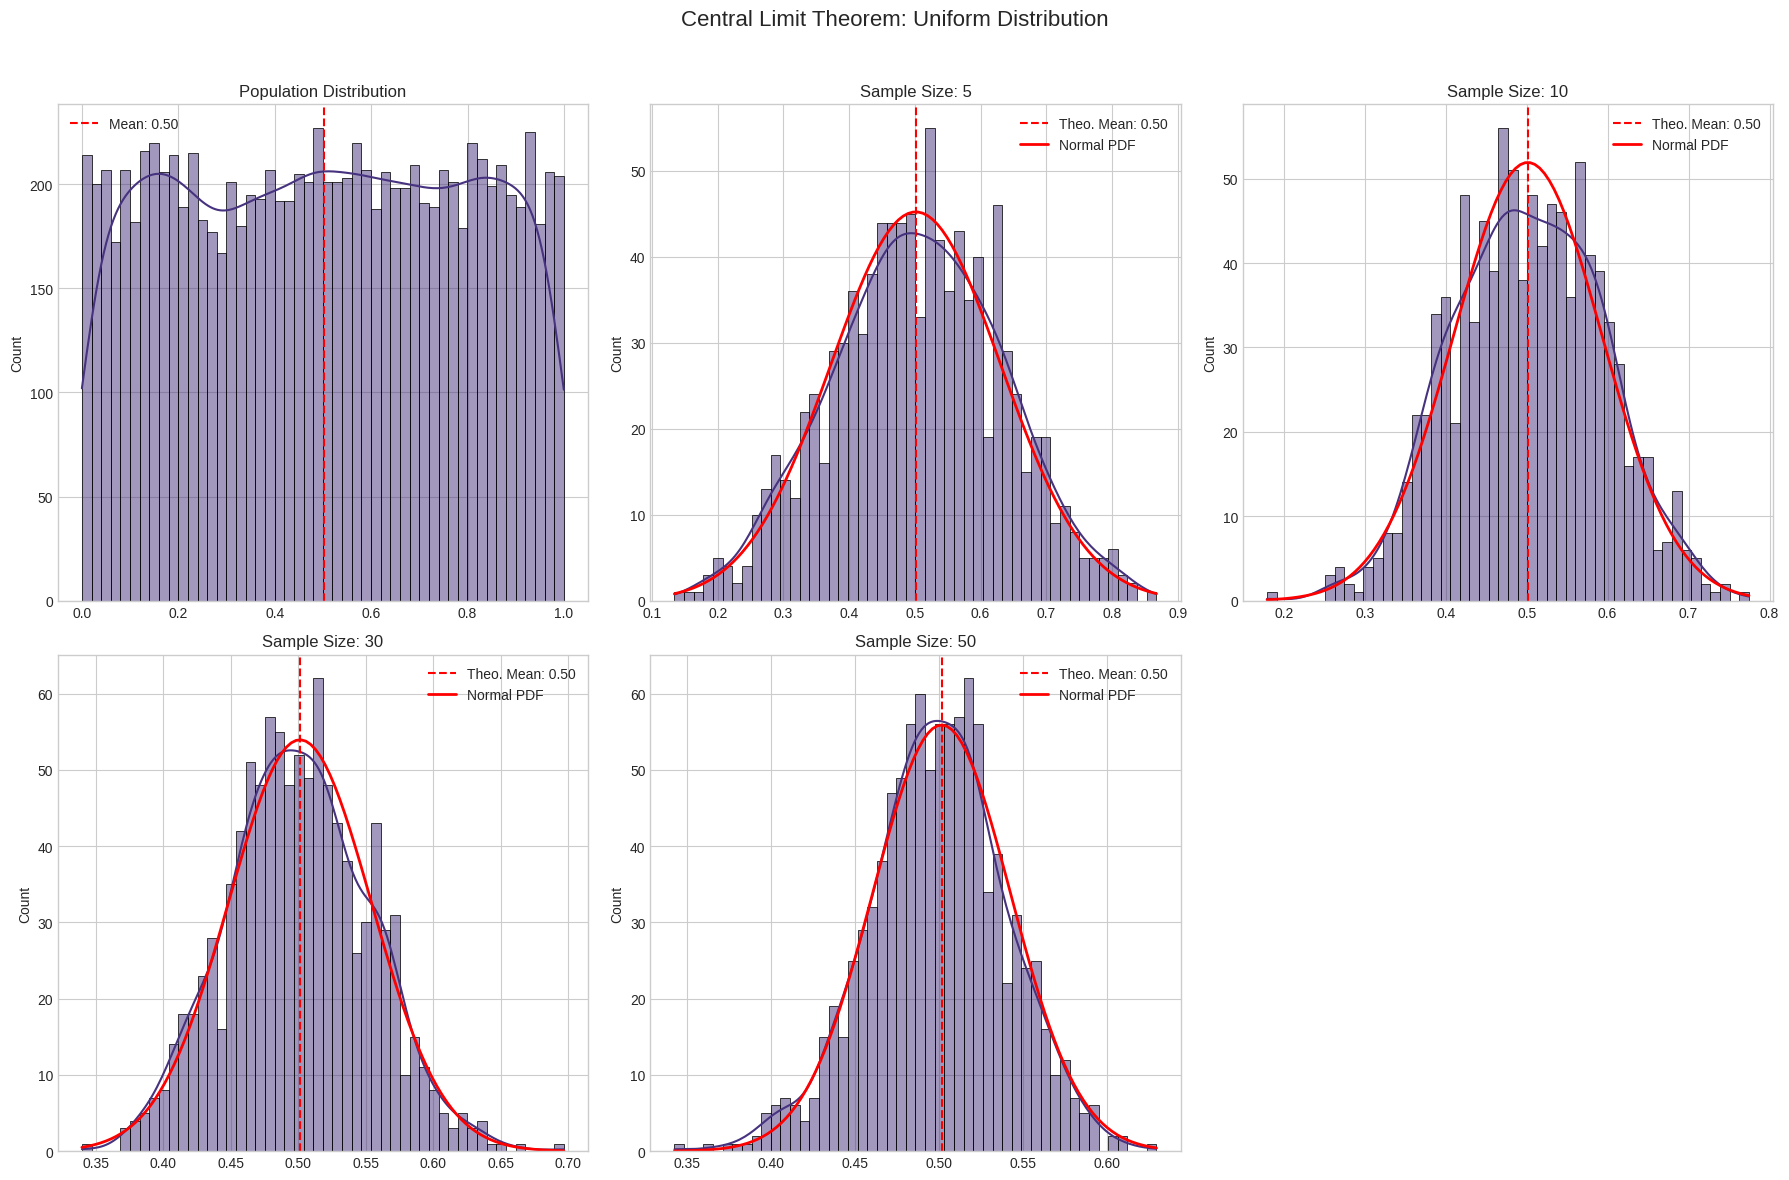 Central Limit Theorem: Uniform Distribution
Population Distribution
Mean: 0.50
Count
200
150
100
50
0
0.0 0.2 0.4 0.6 0.8 1.0
Sample Size: 5
Theo. Mean: 0.50
Normal PDF
Count
50
40
30
20
10
0
0.1 0.2 0.3 0.4 0.5 0.6 0.7 0.8 0.9
Sample Size: 10
Theo. Mean: 0.50
Normal PDF
Count
50
40
30
20
10
0
0.2 0.3 0.4 0.5 0.6 0.7 0.8
Sample Size: 30
Theo. Mean: 0.50
Normal PDF
Count
60
50
40
30
20
10
0
0.35 0.40 0.45 0.50 0.55 0.60 0.65 0.70
Sample Size: 50
Theo. Mean: 0.50
Normal PDF
Count
60
50
40
30
20
10
0
0.35 0.40 0.45 0.50 0.55 0.60